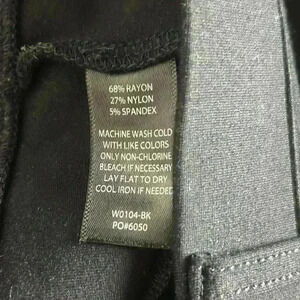 68% RAYON
27% NYLON
5% SPANDEX
MACHINE WASH COLD
WITH LIKE COLORS
ONLY NON-CHLORINE
BLEACH IF NECESSARY
LAY FLAT TO DRY
COOL IRON IF NEEDED
W0104-BK
PO#6050